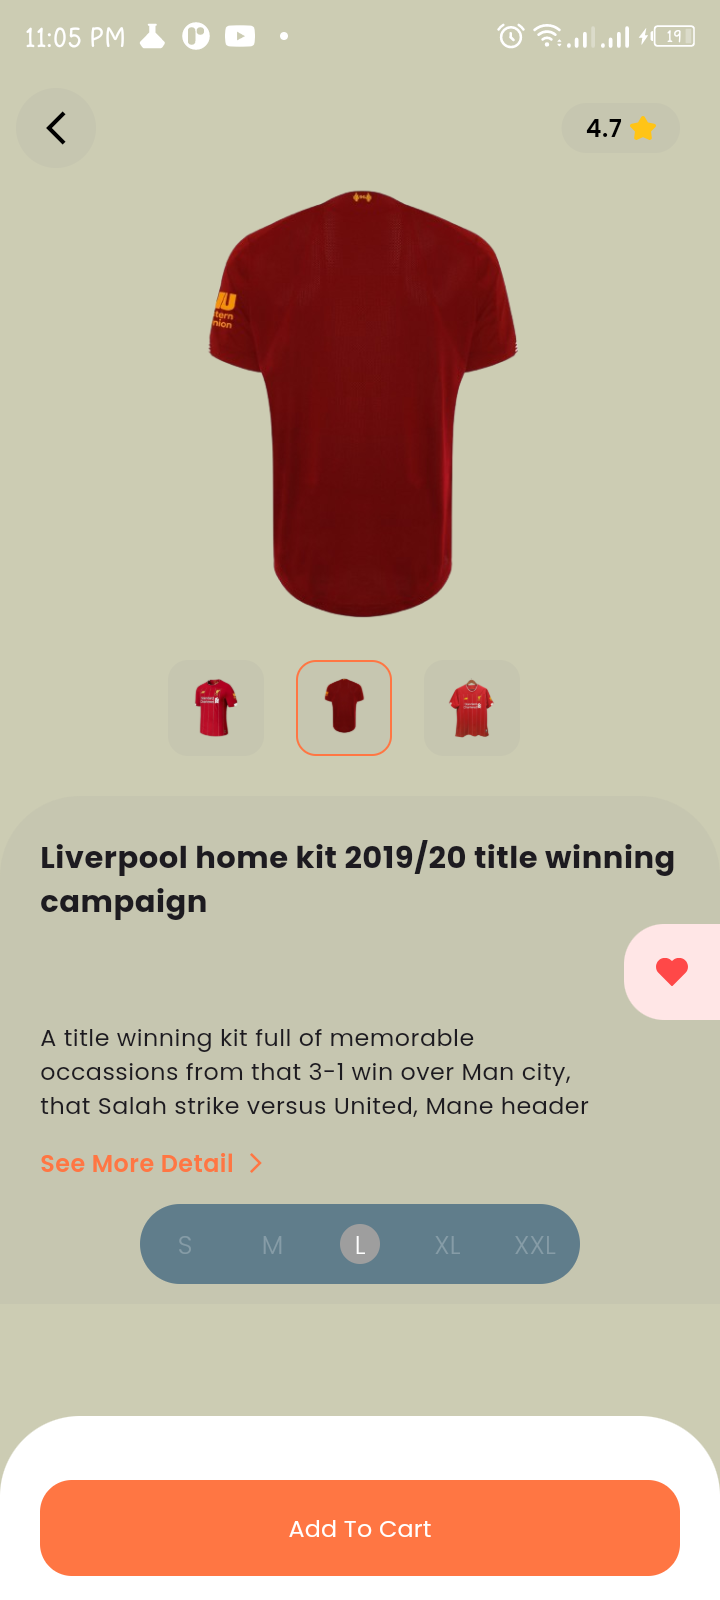 11:05 PM
19
4.7
tern
nion
Liverpool home kit 2019/20 title winning
campaign
A title winning kit full of memorable
occassions from that 3-1 win over Man city,
that Salah strike versus United, Mane header
See More Detail
S M L XL XXL
Add To Cart